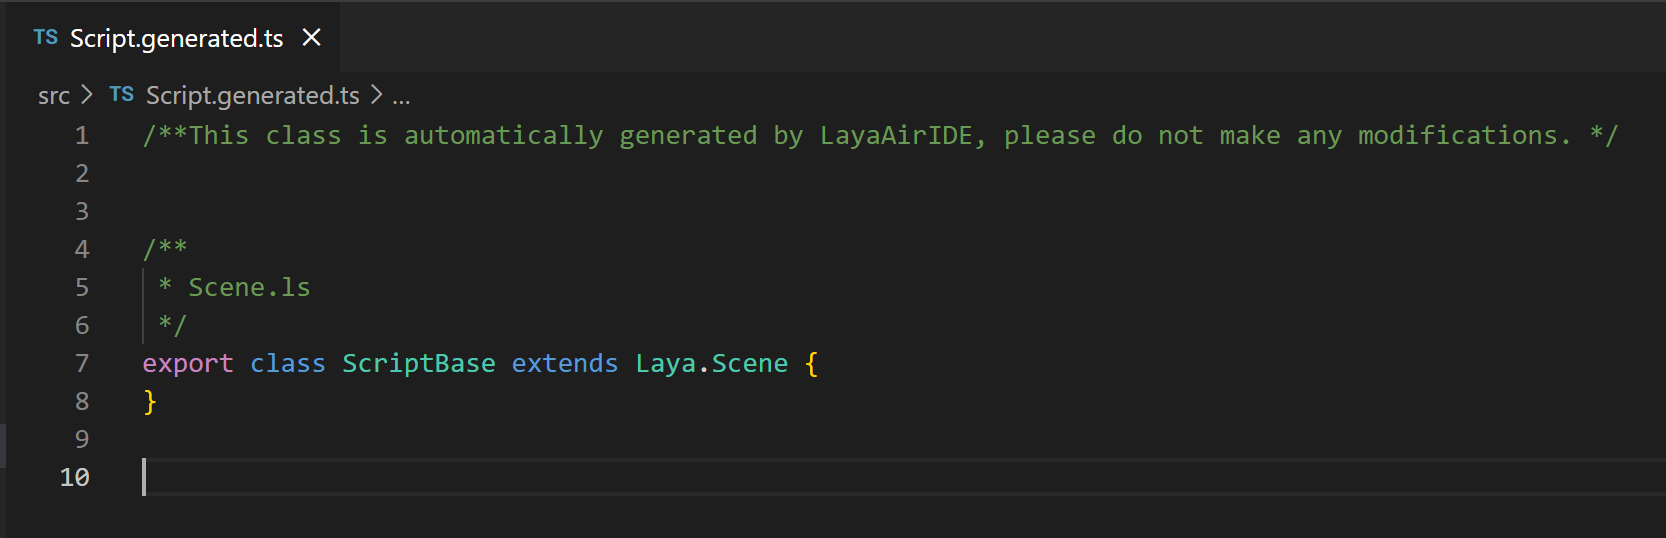 TS Script.generated.ts ×
src > TS Script.generated.ts > ...
1 /**This class is automatically generated by LayaAirIDE, please do not make any modifications. */
2
3
4 /**
5  * Scene.ls
6  */
7 export class ScriptBase extends Laya.Scene {
8 }
9
10